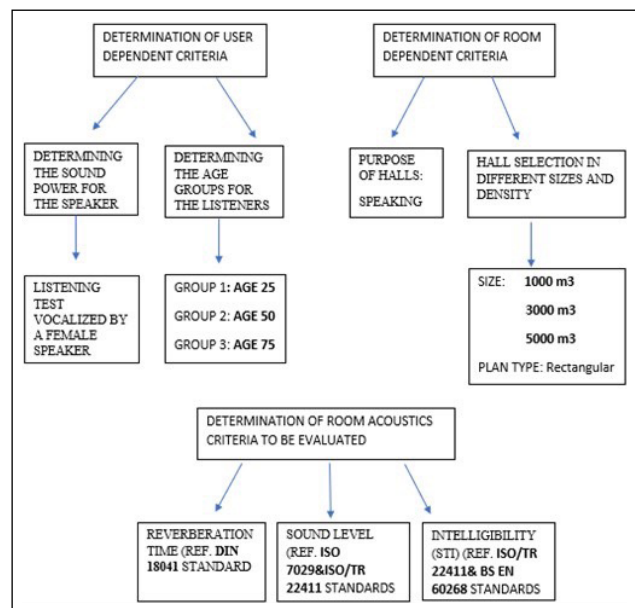 DETERMINATION OF USER
DEPENDENT CRITERIA
DETERMINATION OF ROOM
DEPENDENT CRITERIA
DETERMINING
THE SOUND
POWER FOR
THE SPEAKER
DETERMINING
THE AGE
GROUPS FOR
THE LISTENERS
PURPOSE
OF HALLS:
SPEAKING
HALL SELECTION IN
DIFFERENT SIZES AND
DENSITY
LISTENING
TEST
VOCALIZED BY
A FEMALE
SPEAKER
GROUP 1: AGE 25
GROUP 2: AGE 50
GROUP 3: AGE 75
SIZE: 1000 m3
3000 m3
5000 m3
PLAN TYPE: Rectangular
DETERMINATION OF ROOM ACOUSTICS
CRITERIA TO BE EVALUATED
REVERBERATION
TIME (REF. DIN
18041 STANDARD
SOUND LEVEL
(REF. ISO
7029&ISO/TR
22411 STANDARDS
INTELLIGIBILITY
(STI) (REF. ISO/TR
22411& BS EN
60268 STANDARDS